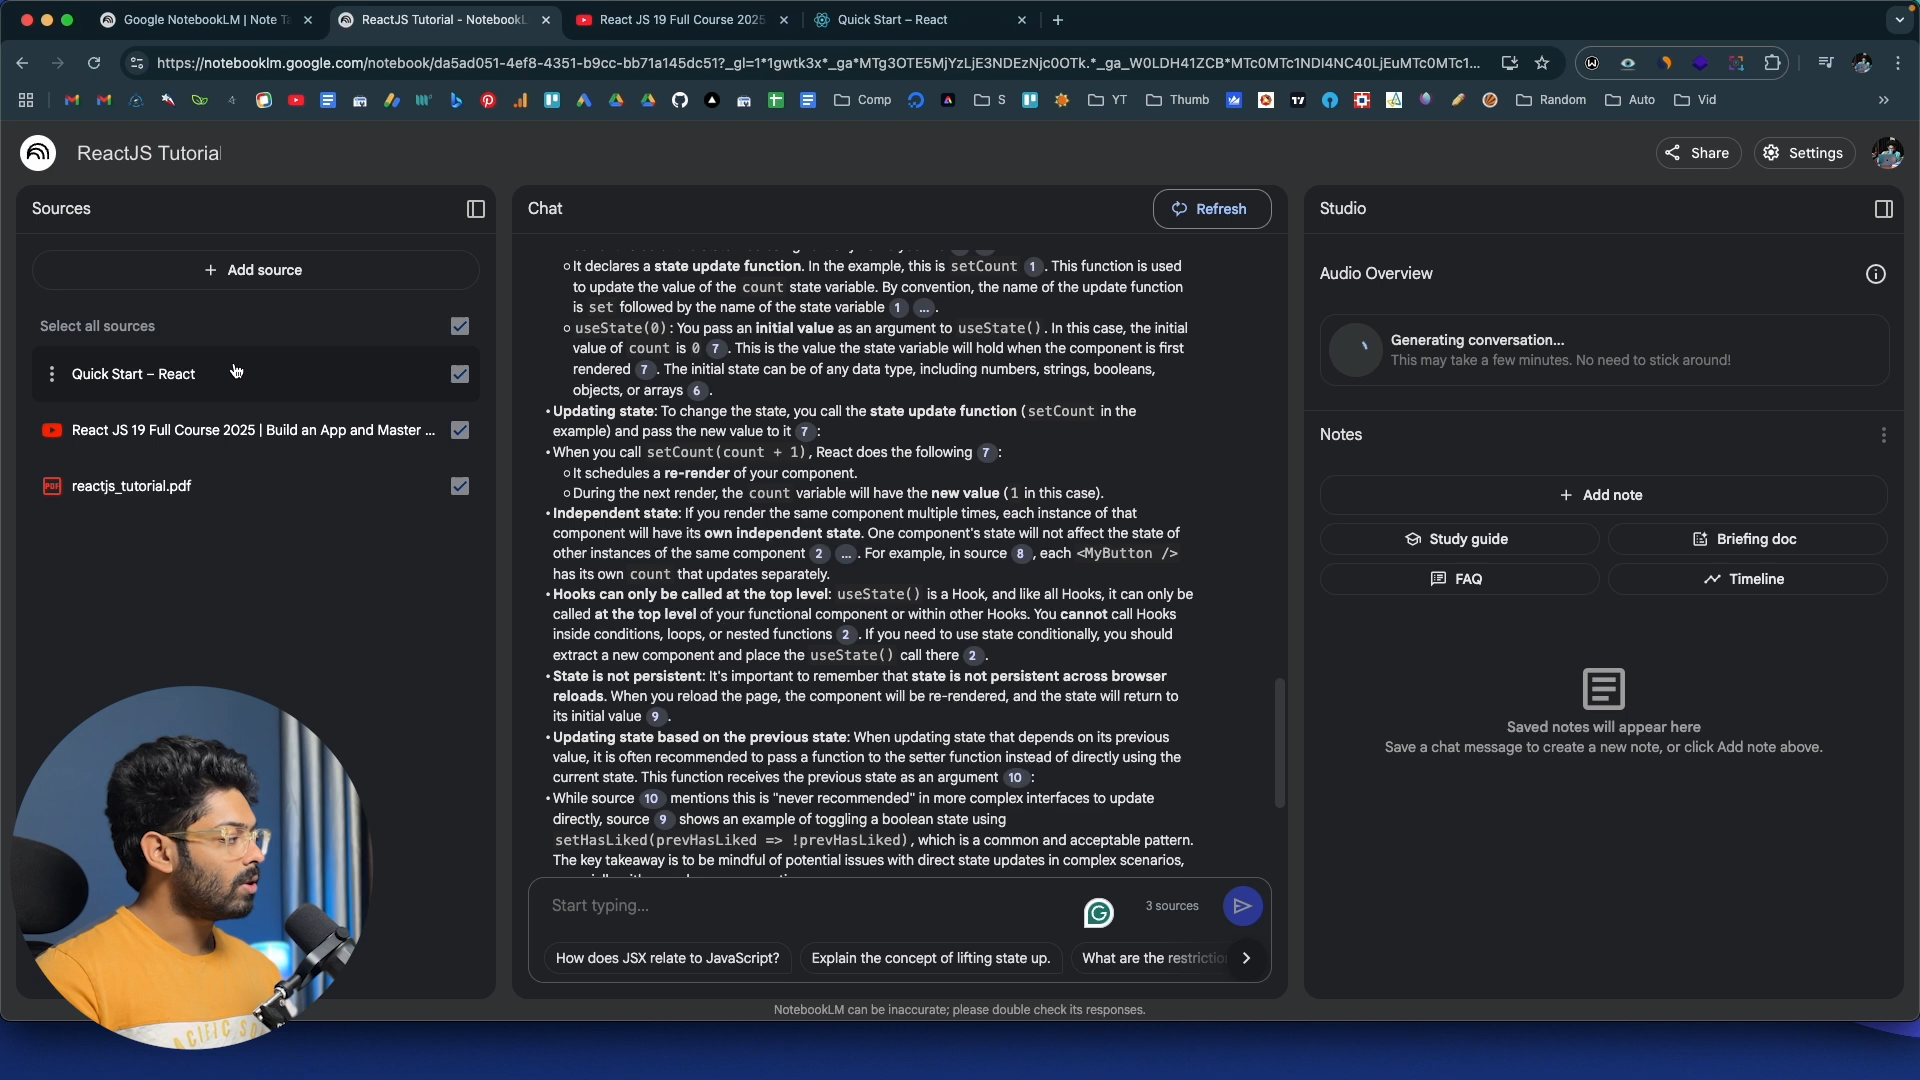 Google NotebookLM | Note Ta
ReactJS Tutorial - NotebookL
React JS 19 Full Course 2025
Quick Start – React
https://notebooklm.google.com/notebook/da5ad051-4ef8-4351-b9cc-bb71a145dc51?_gl=1*1gwtk3x*_ga*MTg3OTE5MjYzLjE3NDEzNjc0OTk.*_ga_W0LDH41ZCB*MTc0MTc1NDI4NC40LjEuMTc0MTc1...
Comp
S
YT
Thumb
Random
Auto
Vid
ReactJS Tutorial
Share
Settings
Sources
Add source
Select all sources
Quick Start – React
React JS 19 Full Course 2025 | Build an App and Master ...
PDF reactjs_tutorial.pdf
Chat
Refresh
It declares a state update function. In the example, this is setCount 1 . This function is used
to update the value of the count state variable. By convention, the name of the update function
is set followed by the name of the state variable 1 ... .
useState(0): You pass an initial value as an argument to useState(). In this case, the initial
value of count is 0 7 . This is the value the state variable will hold when the component is first
rendered 7 . The initial state can be of any data type, including numbers, strings, booleans,
objects, or arrays 6 .
• Updating state: To change the state, you call the state update function (setCount in the
example) and pass the new value to it 7 :
• When you call setCount(count + 1), React does the following 7 :
It schedules a re-render of your component.
During the next render, the count variable will have the new value (1 in this case).
• Independent state: If you render the same component multiple times, each instance of that
component will have its own independent state. One component's state will not affect the state of
other instances of the same component 2 ... . For example, in source 8 , each <MyButton />
has its own count that updates separately.
• Hooks can only be called at the top level: useState() is a Hook, and like all Hooks, it can only be
called at the top level of your functional component or within other Hooks. You cannot call Hooks
inside conditions, loops, or nested functions 2 . If you need to use state conditionally, you should
extract a new component and place the useState() call there 2 .
• State is not persistent: It's important to remember that state is not persistent across browser
reloads. When you reload the page, the component will be re-rendered, and the state will return to
its initial value 9 .
• Updating state based on the previous state: When updating state that depends on its previous
value, it is often recommended to pass a function to the setter function instead of directly using the
current state. This function receives the previous state as an argument 10 :
• While source 10 mentions this is "never recommended" in more complex interfaces to update
directly, source 9 shows an example of toggling a boolean state using
setHasLiked(prevHasLiked => !prevHasLiked), which is a common and acceptable pattern.
The key takeaway is to be mindful of potential issues with direct state updates in complex scenarios,
Start typing...
3 sources
How does JSX relate to JavaScript?
Explain the concept of lifting state up.
What are the restriction
NotebookLM can be inaccurate; please double check its responses.
Studio
Audio Overview
Generating conversation...
This may take a few minutes. No need to stick around!
Notes
Add note
Study guide
Briefing doc
FAQ
Timeline
Saved notes will appear here
Save a chat message to create a new note, or click Add note above.